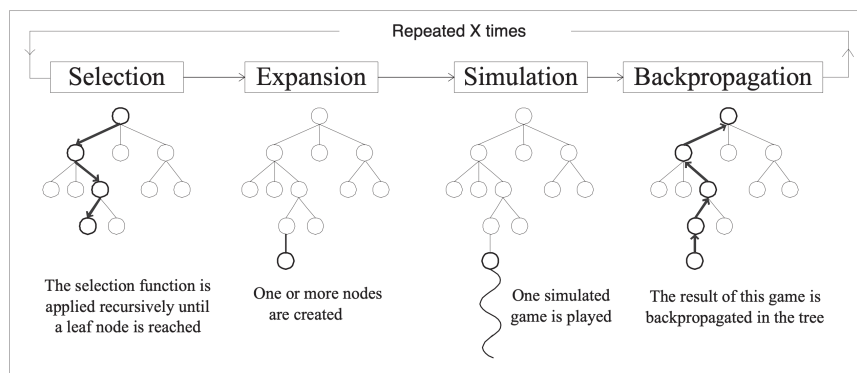 Repeated X times
Selection
Expansion
Simulation
Backpropagation
The selection function is
applied recursively until
a leaf node is reached
One or more nodes
are created
One simulated
game is played
The result of this game is
backpropagated in the tree